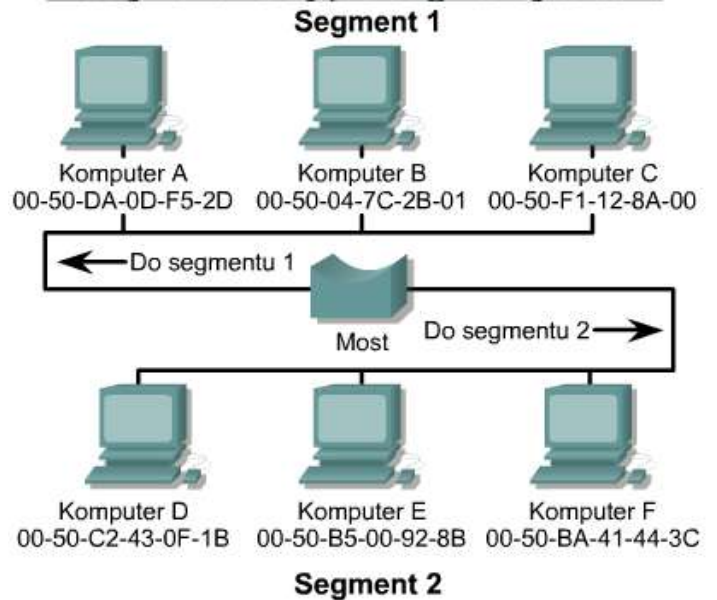 Segment 1
Komputer A
00-50-DA-0D-F5-2D
Komputer B
00-50-04-7C-2B-01
Komputer C
00-50-F1-12-8A-00
Do segmentu 1
Most
Do segmentu 2
Komputer D
00-50-C2-43-0F-1B
Komputer E
00-50-B5-00-92-8B
Komputer F
00-50-BA-41-44-3C
Segment 2